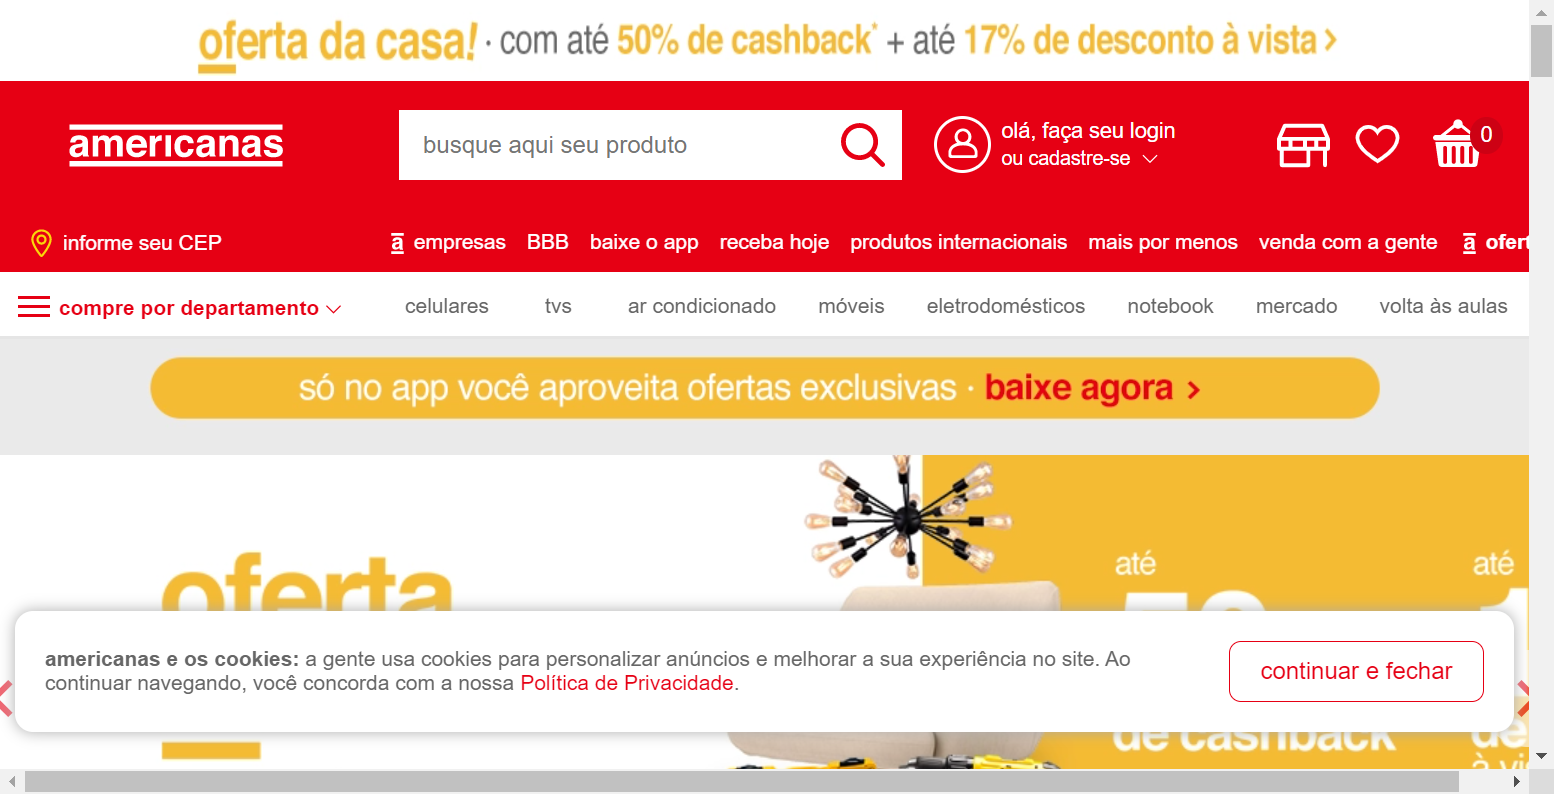 oferta da casa! · com até 50% de cashback* + até 17% de desconto à vista >
americanas
busque aqui seu produto
olá, faça seu login
ou cadastre-se
0
informe seu CEP
a empresas BBB baixe o app receba hoje produtos internacionais mais por menos venda com a gente a ofert
compre por departamento celulares tvs ar condicionado móveis eletrodomésticos notebook mercado volta às aulas
só no app você aproveita ofertas exclusivas · baixe agora >
oferta
até
até
americanas e os cookies: a gente usa cookies para personalizar anúncios e melhorar a sua experiência no site. Ao
continuar navegando, você concorda com a nossa Política de Privacidade.
continuar e fechar
de cashback
de
à vis